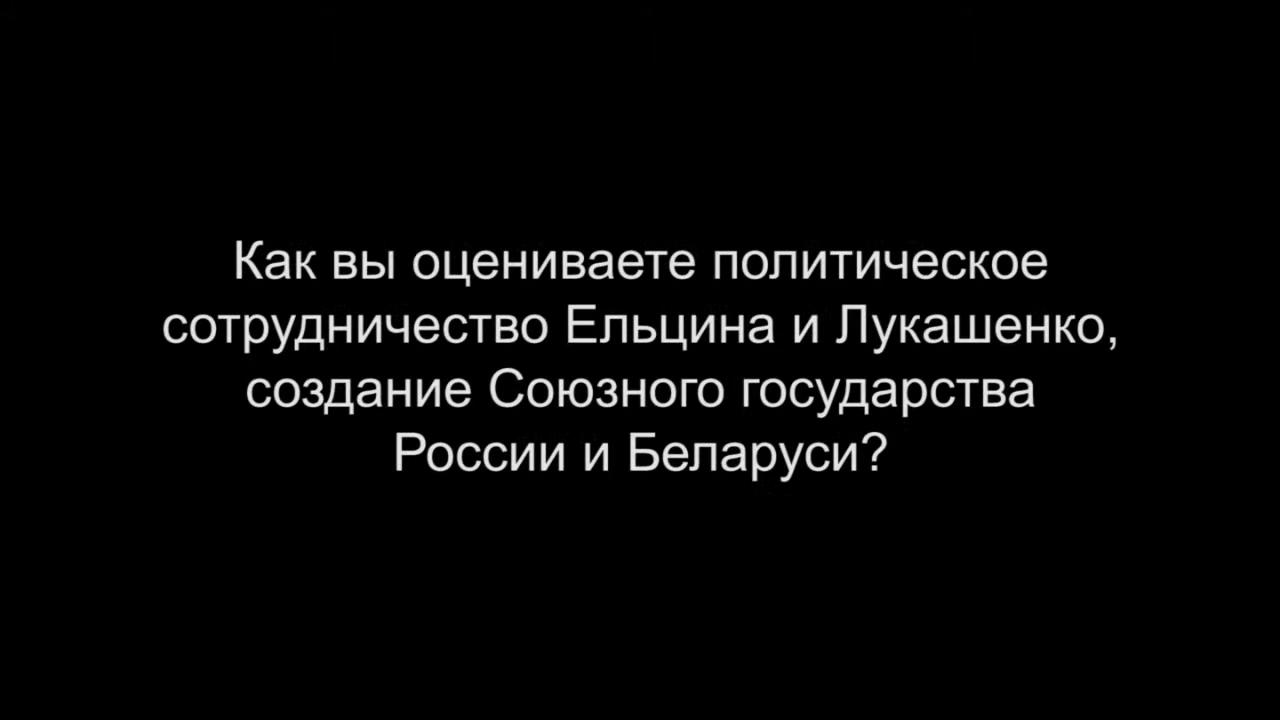 Как вы оцениваете политическое
сотрудничество Ельцина и Лукашенко,
создание Союзного государства
России и Беларуси?